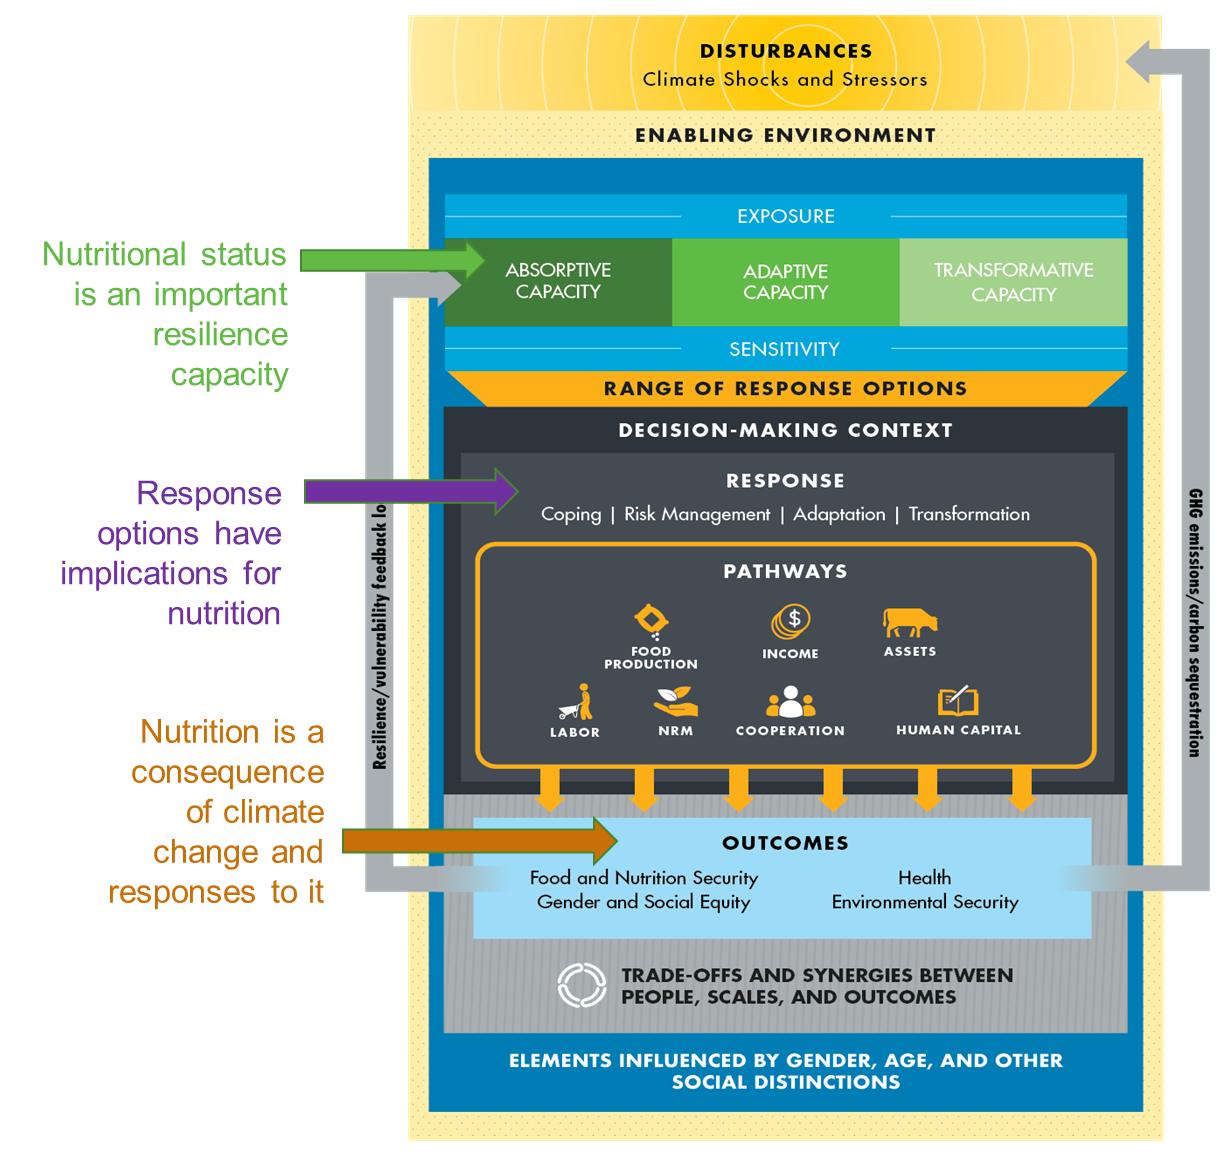 DISTURBANCES
Climate Shocks and Stressors
ENABLING ENVIRONMENT
EXPOSURE
Nutritional status
is an important
resilience
capacity
ABSORPTIVE
CAPACITY
ADAPTIVE
CAPACITY
TRANSFORMATIVE
CAPACITY
SENSITIVITY
RANGE OF RESPONSE OPTIONS
DECISION-MAKING CONTEXT
Response
options have
implications for
nutrition
RESPONSE
Coping | Risk Management | Adaptation | Transformation
PATHWAYS
FOOD
PRODUCTION
INCOME
ASSETS
LABOR
NRM
COOPERATION
HUMAN CAPITAL
Resilience/vulnerability feedback
GHG emissions/carbon sequestration
Nutrition is a
consequence
of climate
change and
responses to it
OUTCOMES
Food and Nutrition Security
Gender and Social Equity
Health
Environmental Security
TRADE-OFFS AND SYNERGIES BETWEEN
PEOPLE, SCALES, AND OUTCOMES
ELEMENTS INFLUENCED BY GENDER, AGE, AND OTHER
SOCIAL DISTINCTIONS